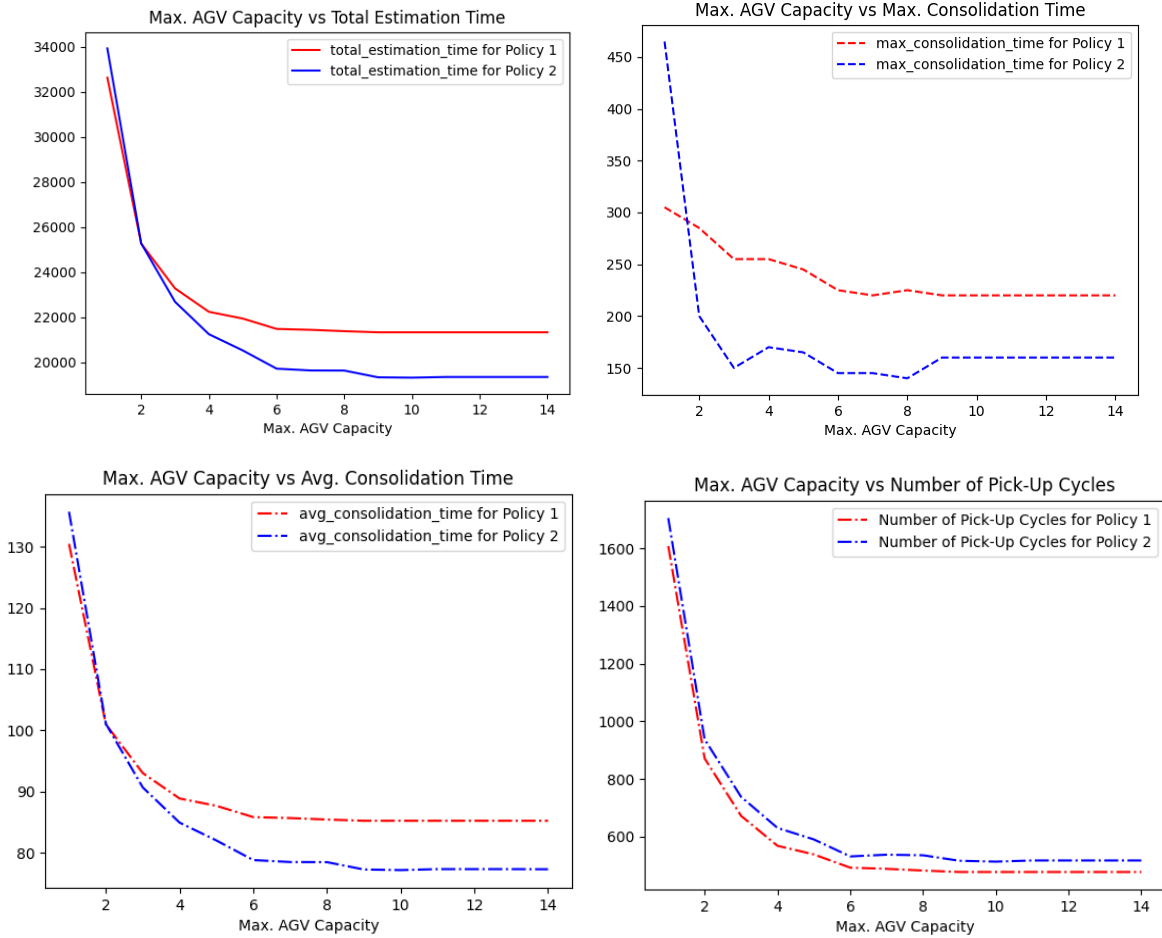 Max. AGV Capacity vs Total Estimation Time
total_estimation_time for Policy 1
total_estimation_time for Policy 2
34000
32000
30000
28000
26000
24000
22000
20000
2 4 6 8 10 12 14
Max. AGV Capacity
Max. AGV Capacity vs Max. Consolidation Time
max_consolidation_time for Policy 1
max_consolidation_time for Policy 2
450
400
350
300
250
200
150
2 4 6 8 10 12 14
Max. AGV Capacity
Max. AGV Capacity vs Avg. Consolidation Time
avg_consolidation_time for Policy 1
avg_consolidation_time for Policy 2
130
120
110
100
90
80
2 4 6 8 10 12 14
Max. AGV Capacity
Max. AGV Capacity vs Number of Pick-Up Cycles
Number of Pick-Up Cycles for Policy 1
Number of Pick-Up Cycles for Policy 2
1600
1400
1200
1000
800
600
2 4 6 8 10 12 14
Max. AGV Capacity